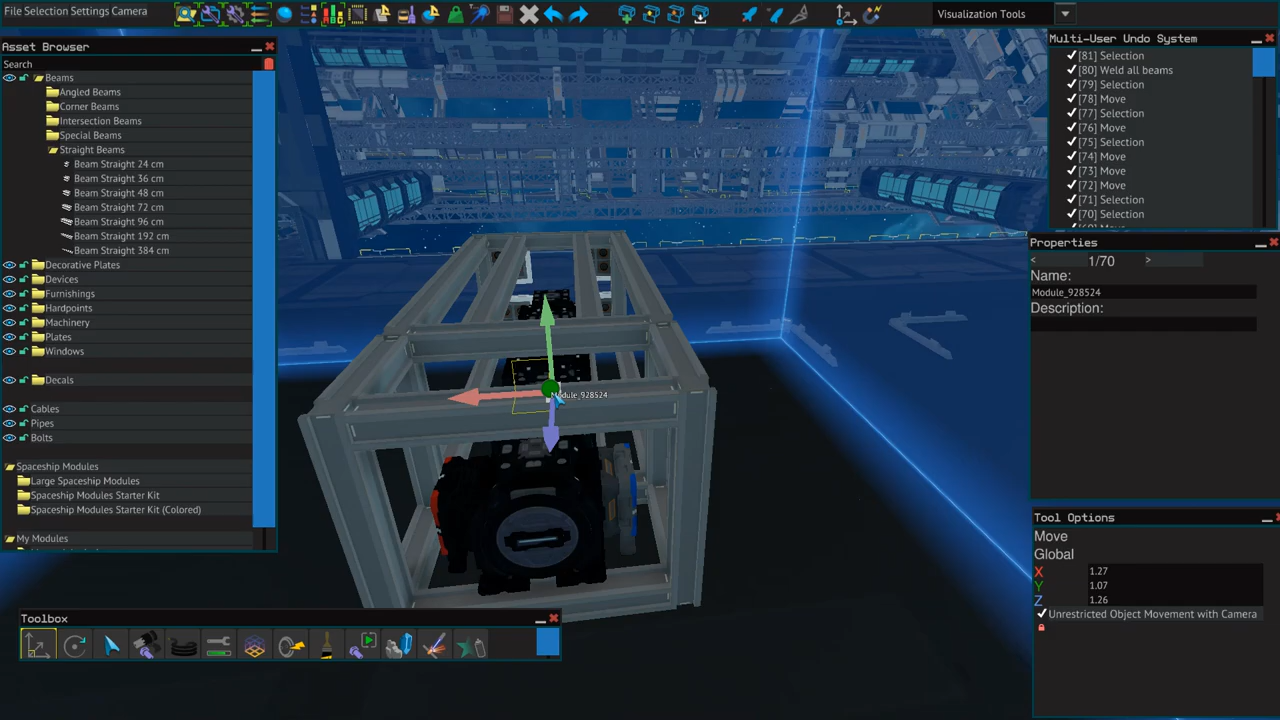 File Selection Settings Camera
Visualization Tools
Asset Browser
Search
Beams
Angled Beams
Corner Beams
Intersection Beams
Special Beams
Straight Beams
Beam Straight 24 cm
Beam Straight 36 cm
Beam Straight 48 cm
Beam Straight 72 cm
Beam Straight 96 cm
Beam Straight 192 cm
Beam Straight 384 cm
Decorative Plates
Devices
Furnishings
Hardpoints
Machinery
Plates
Windows
Decals
Cables
Pipes
Bolts
Spaceship Modules
Large Spaceship Modules
Spaceship Modules Starter Kit
Spaceship Modules Starter Kit (Colored)
My Modules
Module_928524
Toolbox
Multi-User Undo System
[81] Selection
[80] Weld all beams
[79] Selection
[78] Move
[77] Selection
[76] Move
[75] Selection
[74] Move
[73] Move
[72] Move
[71] Selection
[70] Selection
Properties
< 1/70 >
Name:
Module_928524
Description:
Tool Options
Move
Global
X 1.27
Y 1.07
Z 1.26
Unrestricted Object Movement with Camera